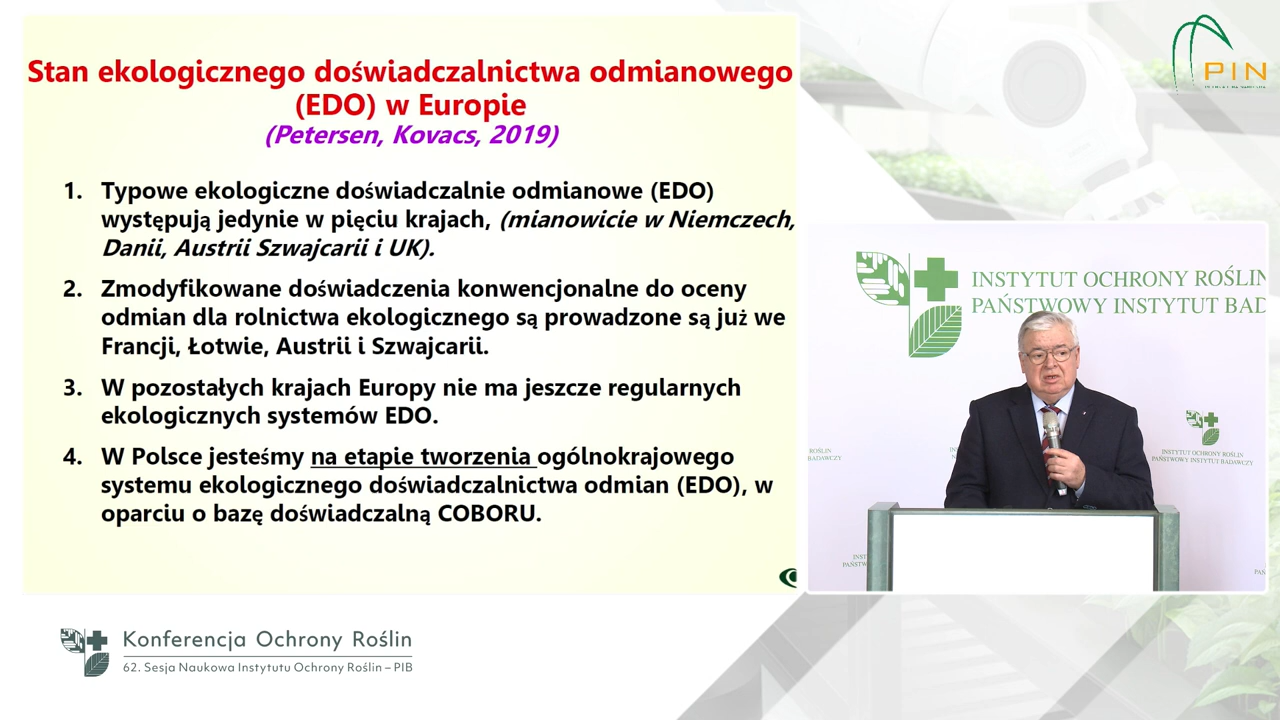 Stan ekologicznego doświadczalnictwa odmianowego
(EDO) w Europie
(Petersen, Kovacs, 2019)
1. Typowe ekologiczne doświadczalnie odmianowe (EDO)
występują jedynie w pięciu krajach, (mianowicie w Niemczech,
Danii, Austrii Szwajcarii i UK).
2. Zmodyfikowane doświadczenia konwencjonalne do oceny
odmian dla rolnictwa ekologicznego są prowadzone są już we
Francji, Łotwie, Austrii i Szwajcarii.
3. W pozostałych krajach Europy nie ma jeszcze regularnych
ekologicznych systemów EDO.
4. W Polsce jesteśmy na etapie tworzenia ogólnokrajowego
systemu ekologicznego doświadczalnictwa odmian (EDO), w
oparciu o bazę doświadczalną COBORU.
PIN
INSTYTUT OCHRONY ROŚLIN
PAŃSTWOWY INSTYTUT BAD
ROŚLIN
BADAWCZY
INSTYTUT OCHRONY ROŚLIN
PAŃSTWOWY INSTYTUT BADAWCZY
Konferencja Ochrony Roślin
62. Sesja Naukowa Instytutu Ochrony Roślin – PIB